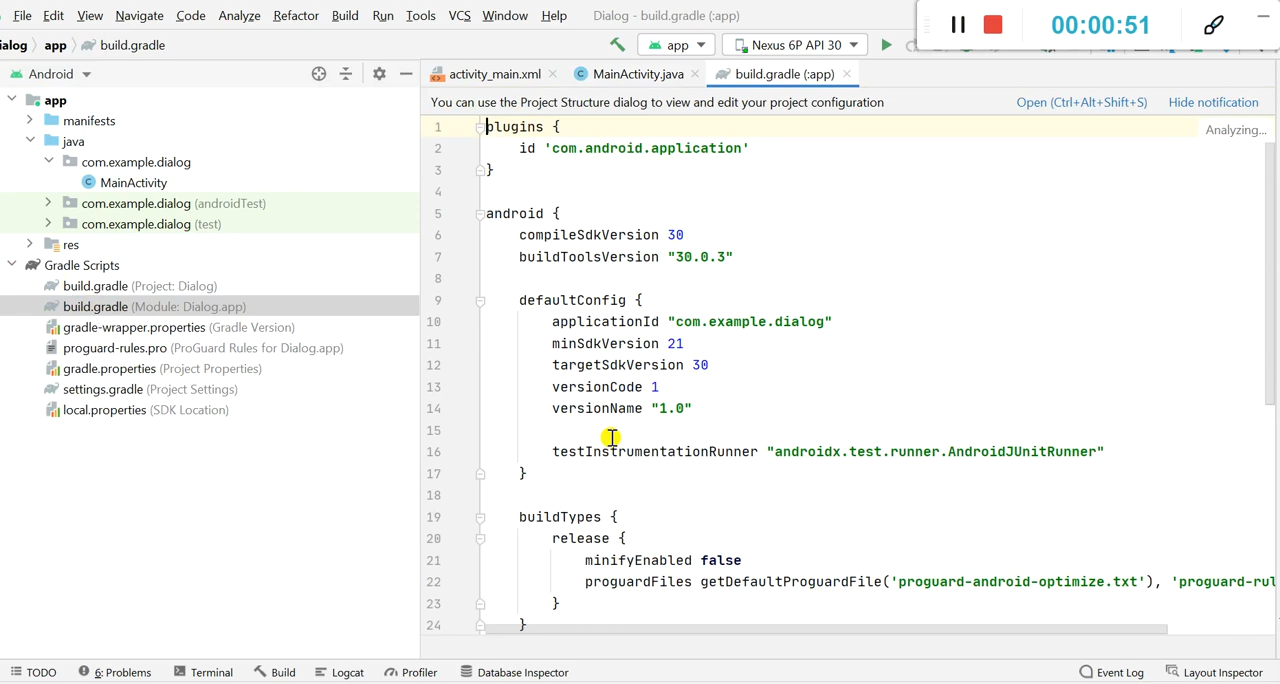 File Edit View Navigate Code Analyze Refactor Build Run Tools VCS Window Help Dialog - build.gradle (:app)
00:00:51
ialog app build.gradle
app Nexus 6P API 30
Android
activity_main.xml MainActivity.java build.gradle (:app)
You can use the Project Structure dialog to view and edit your project configuration Open (Ctrl+Alt+Shift+S) Hide notification
Analyzing...
app
manifests
java
com.example.dialog
MainActivity
com.example.dialog (androidTest)
com.example.dialog (test)
res
Gradle Scripts
build.gradle (Project: Dialog)
build.gradle (Module: Dialog.app)
gradle-wrapper.properties (Gradle Version)
proguard-rules.pro (ProGuard Rules for Dialog.app)
gradle.properties (Project Properties)
settings.gradle (Project Settings)
local.properties (SDK Location)
1 plugins {
2 id 'com.android.application'
3 }
4
5 android {
6 compileSdkVersion 30
7 buildToolsVersion "30.0.3"
8
9 defaultConfig {
10 applicationId "com.example.dialog"
11 minSdkVersion 21
12 targetSdkVersion 30
13 versionCode 1
14 versionName "1.0"
15
16 testInstrumentationRunner "androidx.test.runner.AndroidJUnitRunner"
17 }
18
19 buildTypes {
20 release {
21 minifyEnabled false
22 proguardFiles getDefaultProguardFile('proguard-android-optimize.txt'), 'proguard-rul
23 }
24 }
TODO 6: Problems Terminal Build Logcat Profiler Database Inspector Event Log Layout Inspector